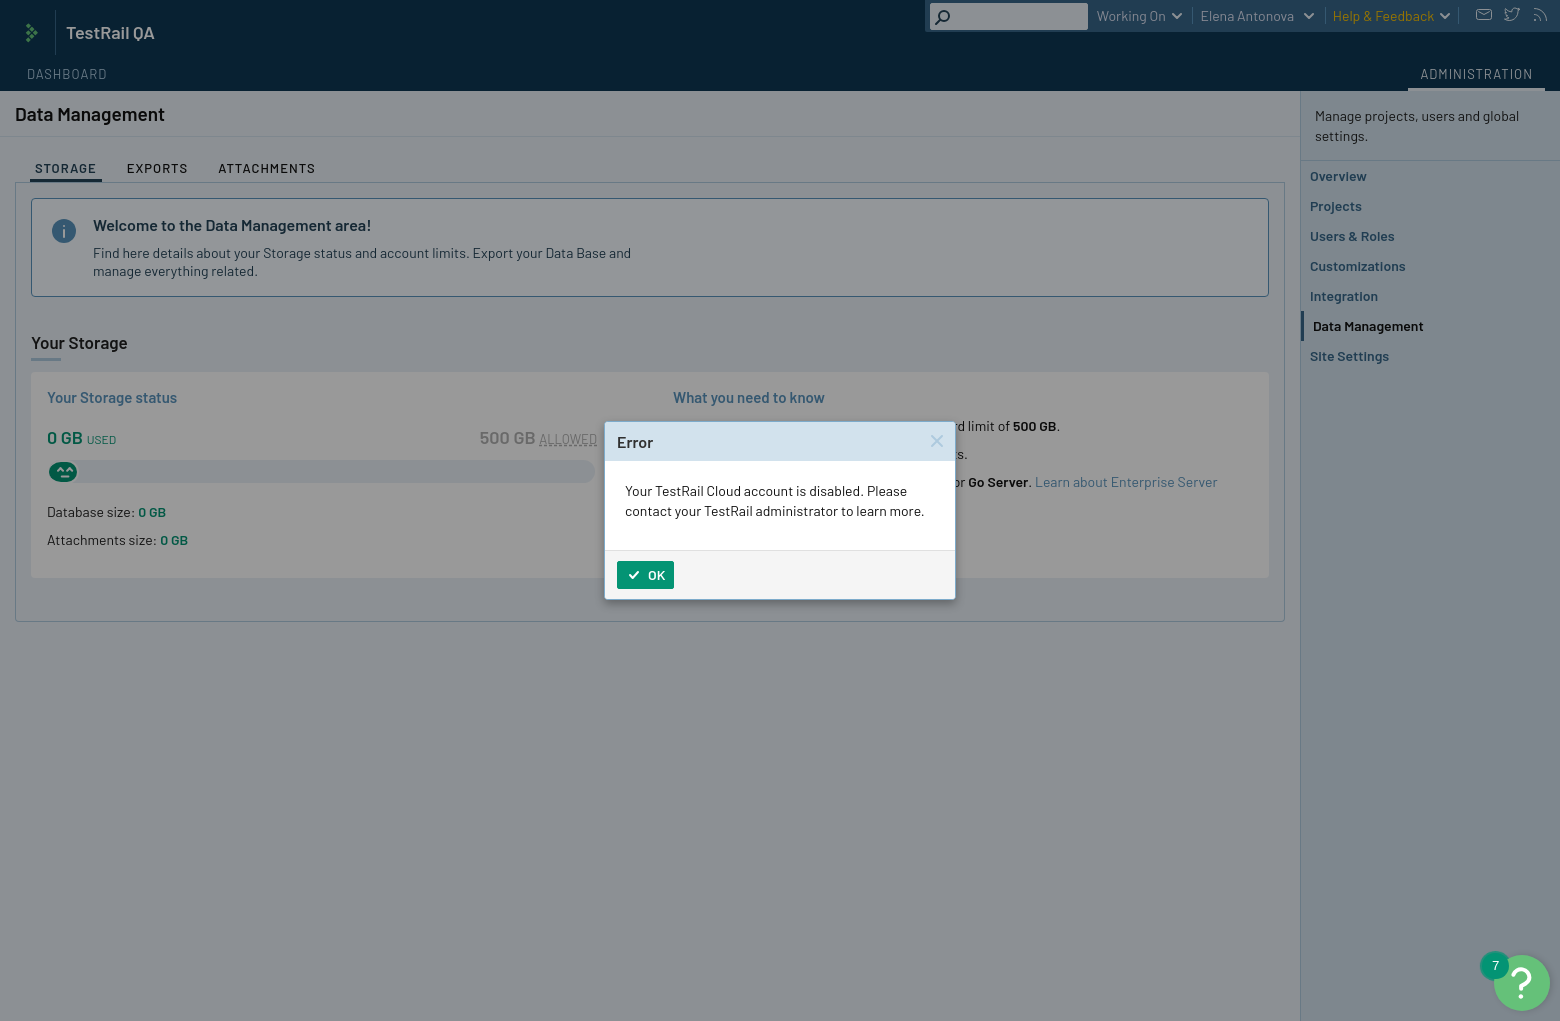 TestRail QA
Working On
Elena Antonova
Help & Feedback
DASHBOARD
ADMINISTRATION
Data Management
STORAGE
EXPORTS
ATTACHMENTS
Welcome to the Data Management area!
Find here details about your Storage status and account limits. Export your Data Base and
manage everything related.
Your Storage
Your Storage status
0 GB USED
500 GB ALLOWED
Database size: 0 GB
Attachments size: 0 GB
What you need to know
limit of 500 GB.
Go Server. Learn about Enterprise Server
Error
Your TestRail Cloud account is disabled. Please
contact your TestRail administrator to learn more.
OK
Manage projects, users and global
settings.
Overview
Projects
Users & Roles
Customizations
Integration
Data Management
Site Settings
7
?